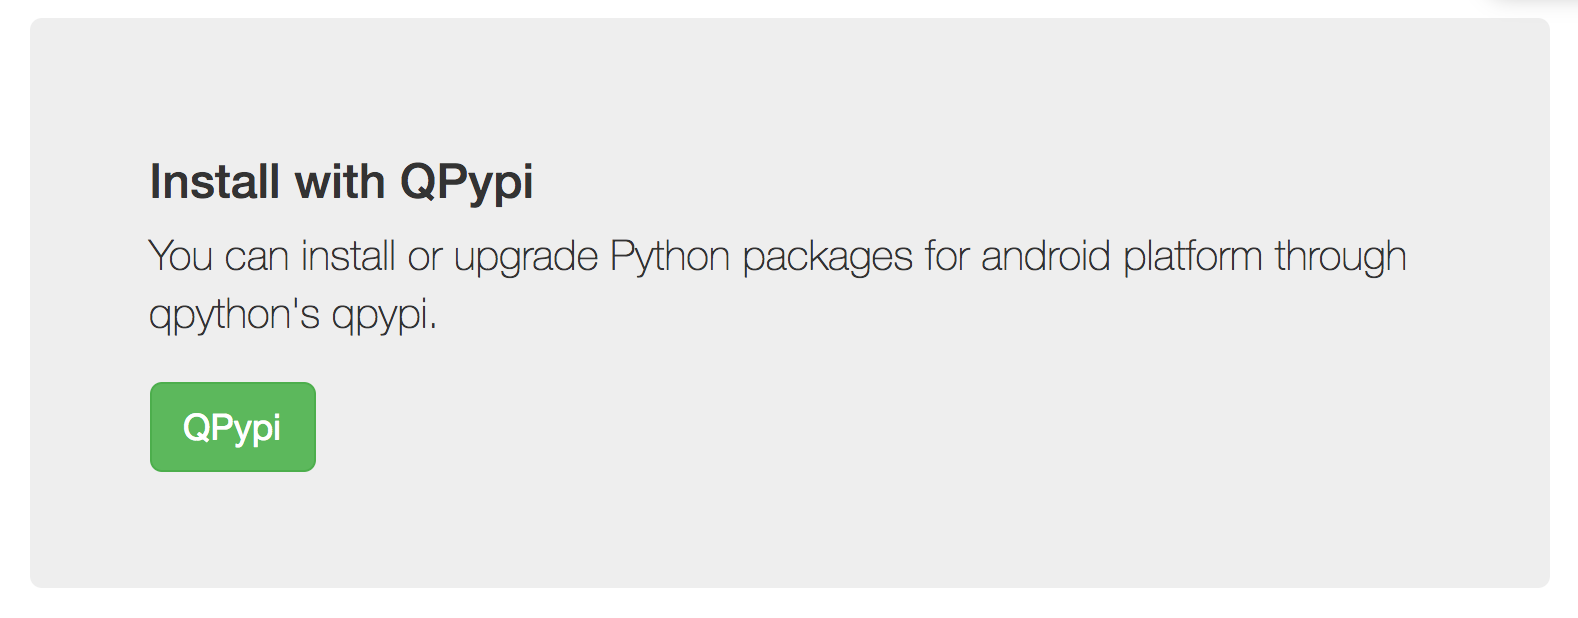 Install with QPypi
You can install or upgrade Python packages for android platform through
qpython's qpypi.
QPypi